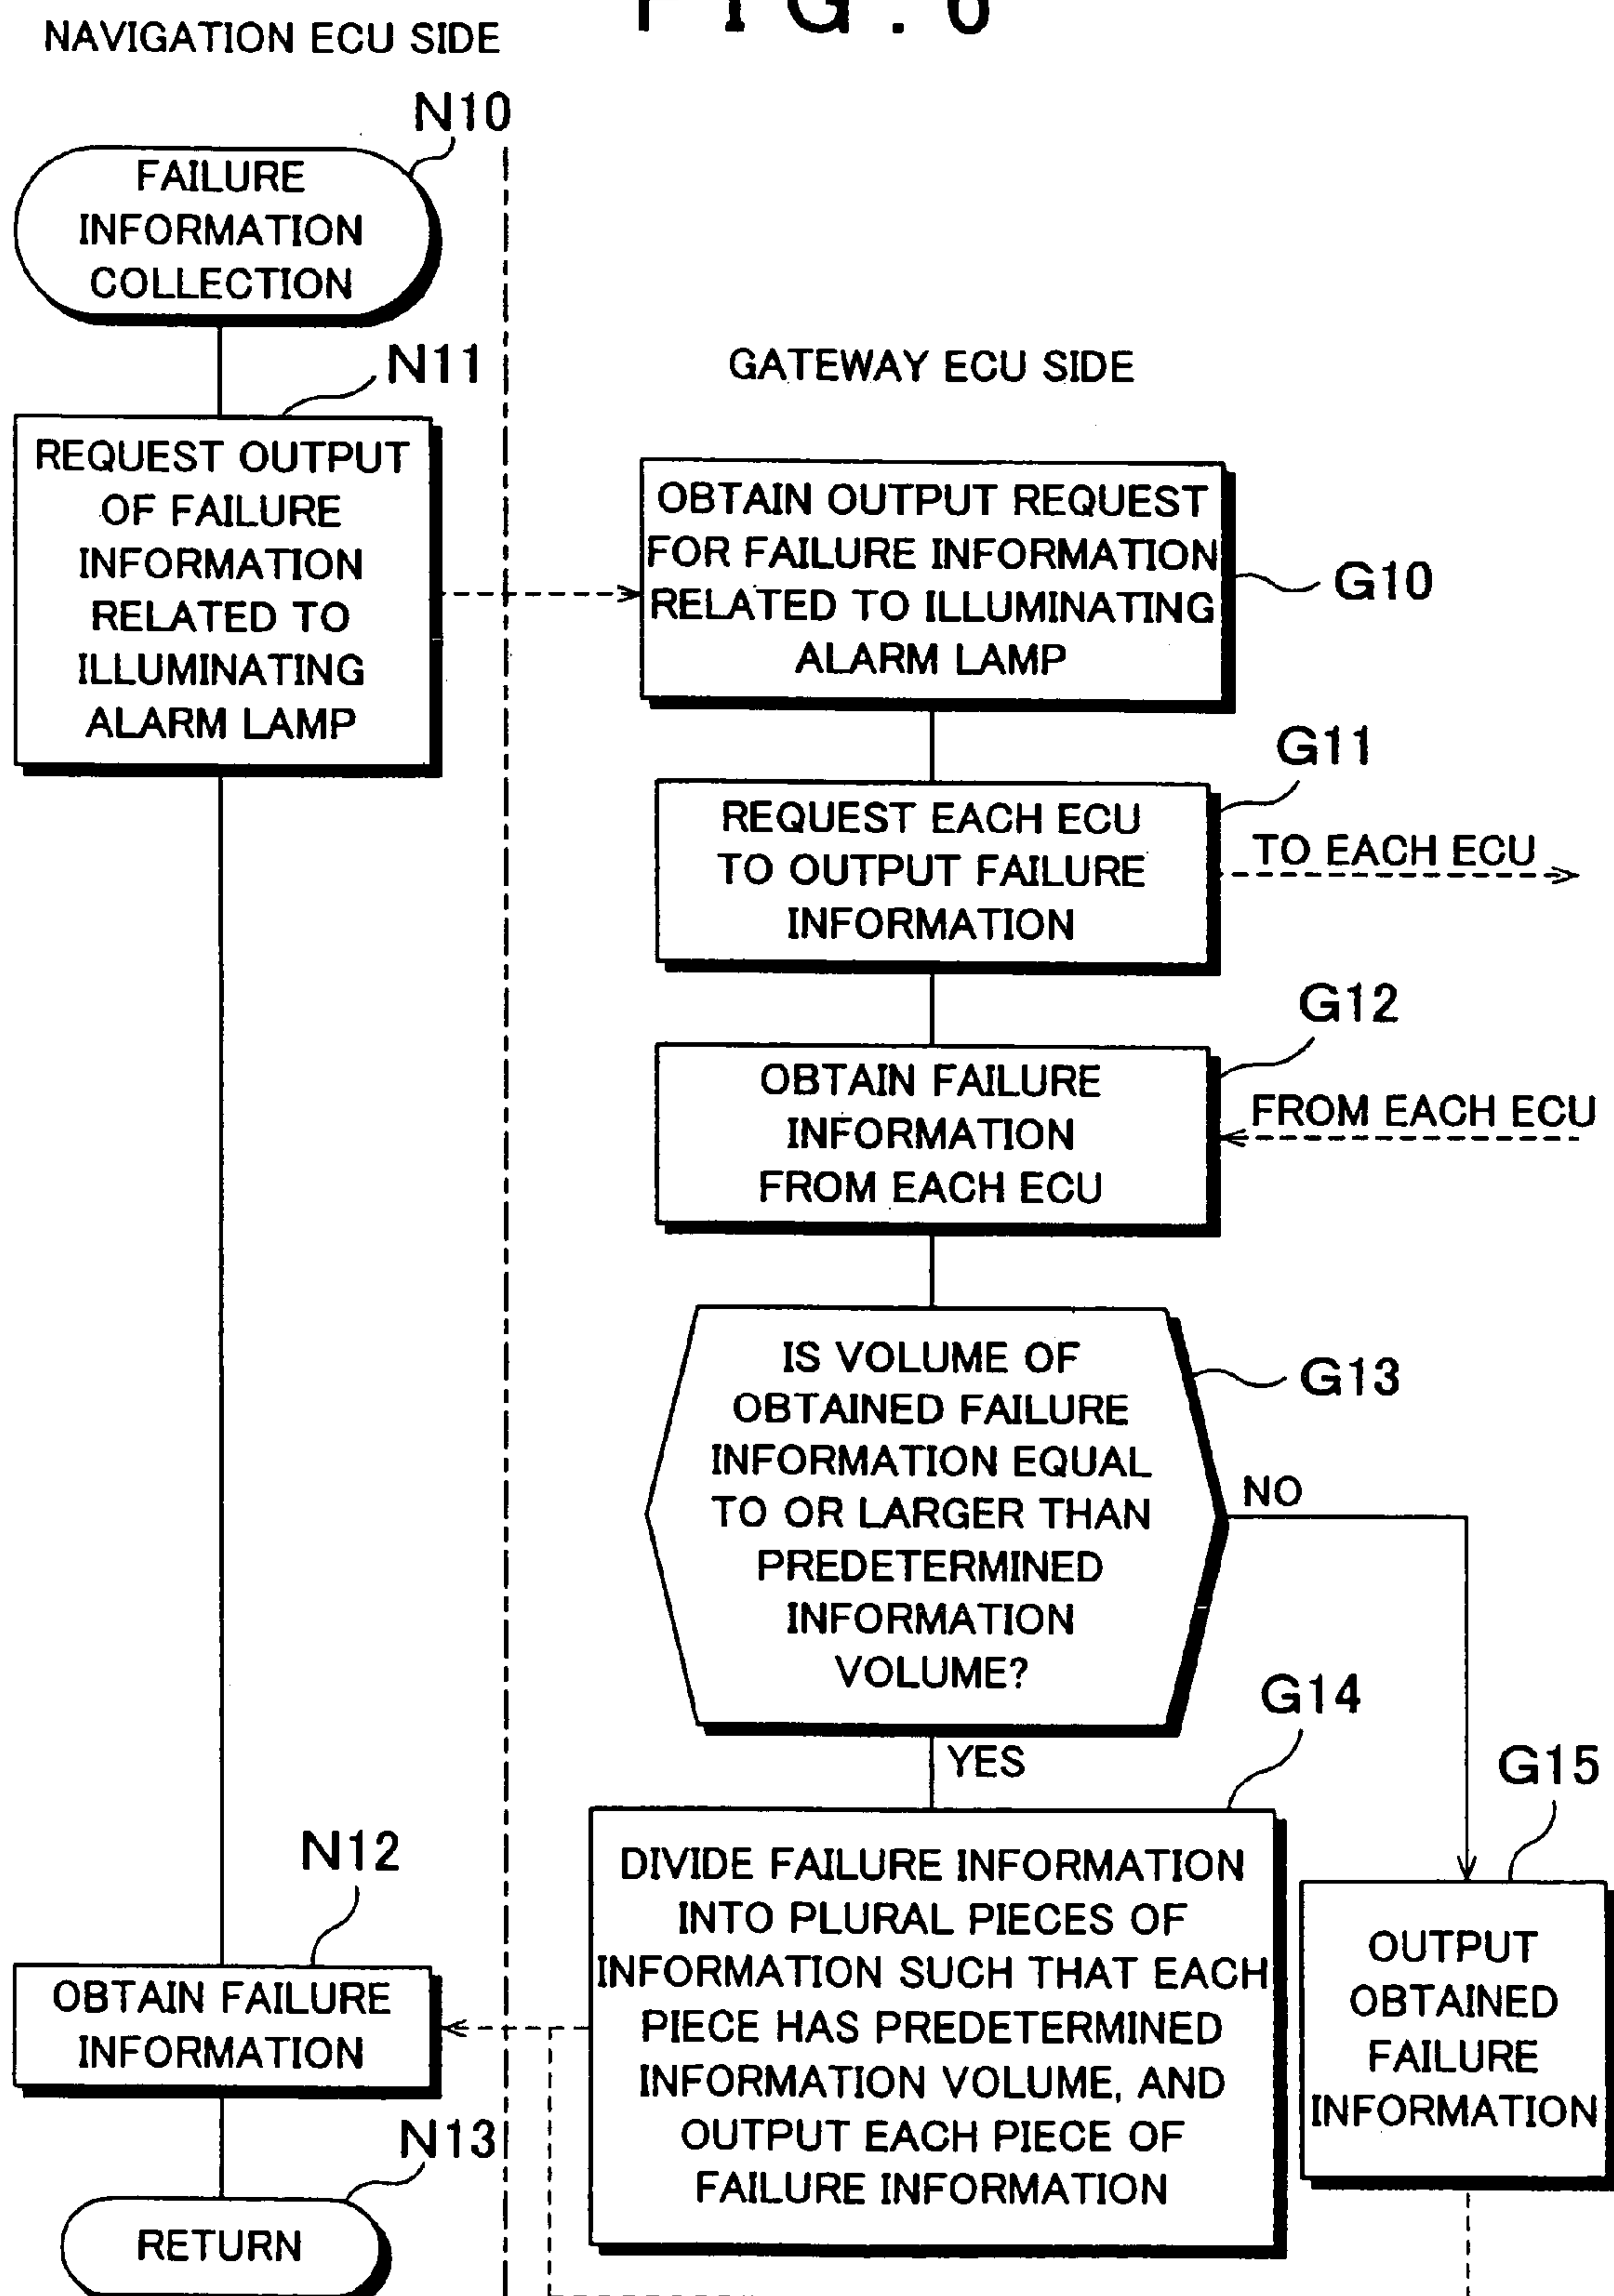 FIG. 6
NAVIGATION ECU SIDE
N10
FAILURE
INFORMATION
COLLECTION
N11
REQUEST OUTPUT
OF FAILURE
INFORMATION
RELATED TO
ILLUMINATING
ALARM LAMP
GATEWAY ECU SIDE
OBTAIN OUTPUT REQUEST
FOR FAILURE INFORMATION
RELATED TO ILLUMINATING
ALARM LAMP
G10
G11
REQUEST EACH ECU
TO OUTPUT FAILURE
INFORMATION
TO EACH ECU
G12
OBTAIN FAILURE
INFORMATION
FROM EACH ECU
FROM EACH ECU
IS VOLUME OF
OBTAINED FAILURE
INFORMATION EQUAL
TO OR LARGER THAN
PREDETERMINED
INFORMATION
VOLUME?
G13
NO
YES
G14
DIVIDE FAILURE INFORMATION
INTO PLURAL PIECES OF
INFORMATION SUCH THAT EACH
PIECE HAS PREDETERMINED
INFORMATION VOLUME, AND
OUTPUT EACH PIECE OF
FAILURE INFORMATION
G15
OUTPUT
OBTAINED
FAILURE
INFORMATION
N12
OBTAIN FAILURE
INFORMATION
N13
RETURN